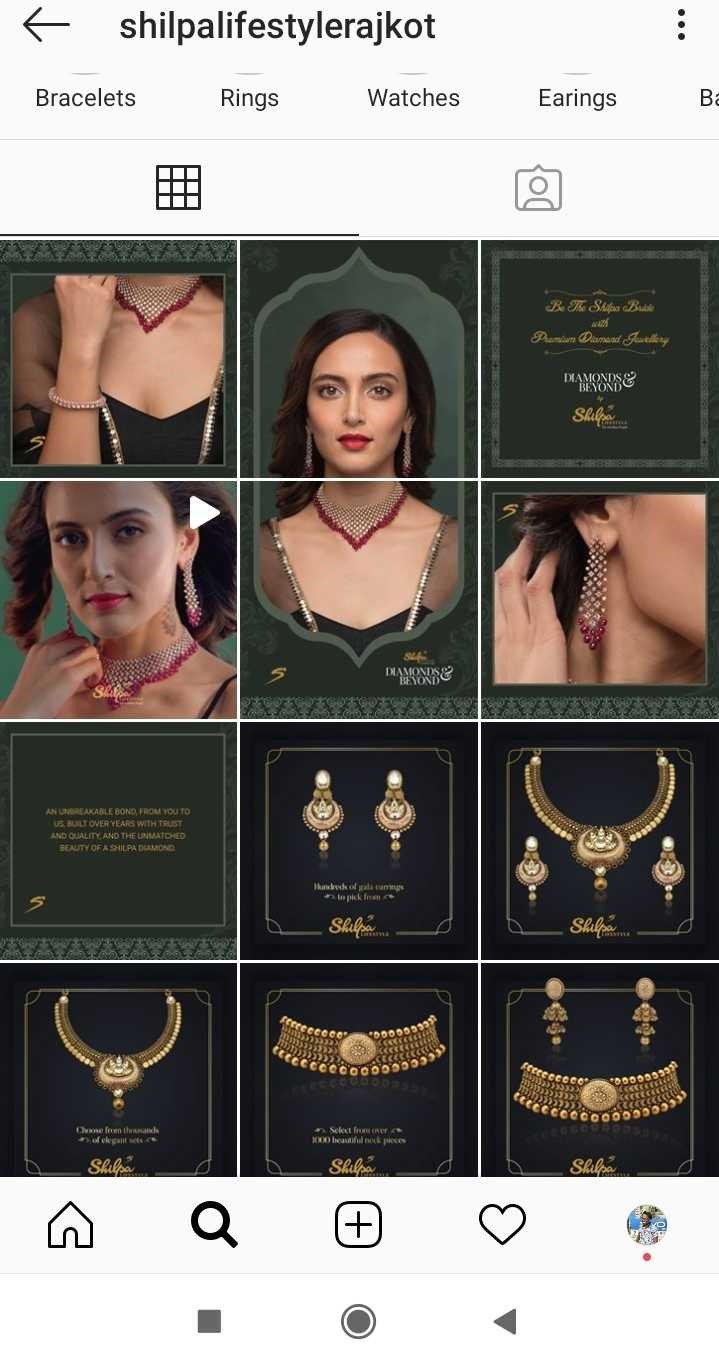 shilpalifestylerajkot
Bracelets
Rings
Watches
Earings
Ba
Be The Shilpa Bride
with
Premium Diamond Jewellery
DIAMONDS &
BEYOND
by
Shilpa
LIFESTYLE
Shilpa
Shilpa
DIAMONDS &
BEYOND
AN UNBREAKABLE BOND, FROM YOU TO
US, BUILT OVER YEARS WITH TRUST
AND QUALITY, AND THE UNMATCHED
BEAUTY OF A SHILPA DIAMOND.
Hundreds of gala earrings
to pick from
Shilpa
LIFESTYLE
Shilpa
LIFESTYLE
Choose from thousands
of elegant sets
Shilpa
LIFESTYLE
Select from over
1000 beautiful neck pieces
Shilpa
LIFESTYLE
Shilpa
LIFESTYLE